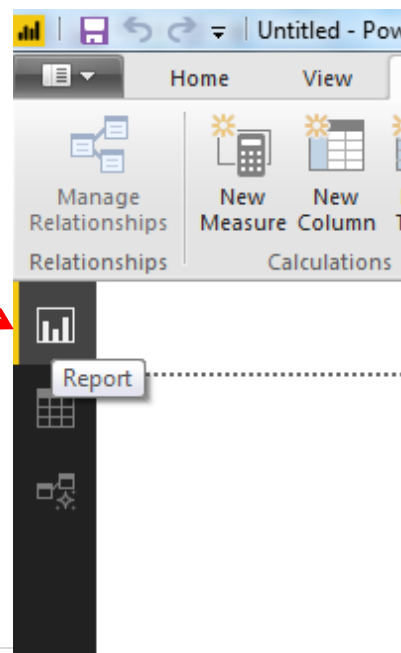 Untitled - Pow
Home View
Manage Relationships
New Measure
New Column
Relationships
Calculations
Report